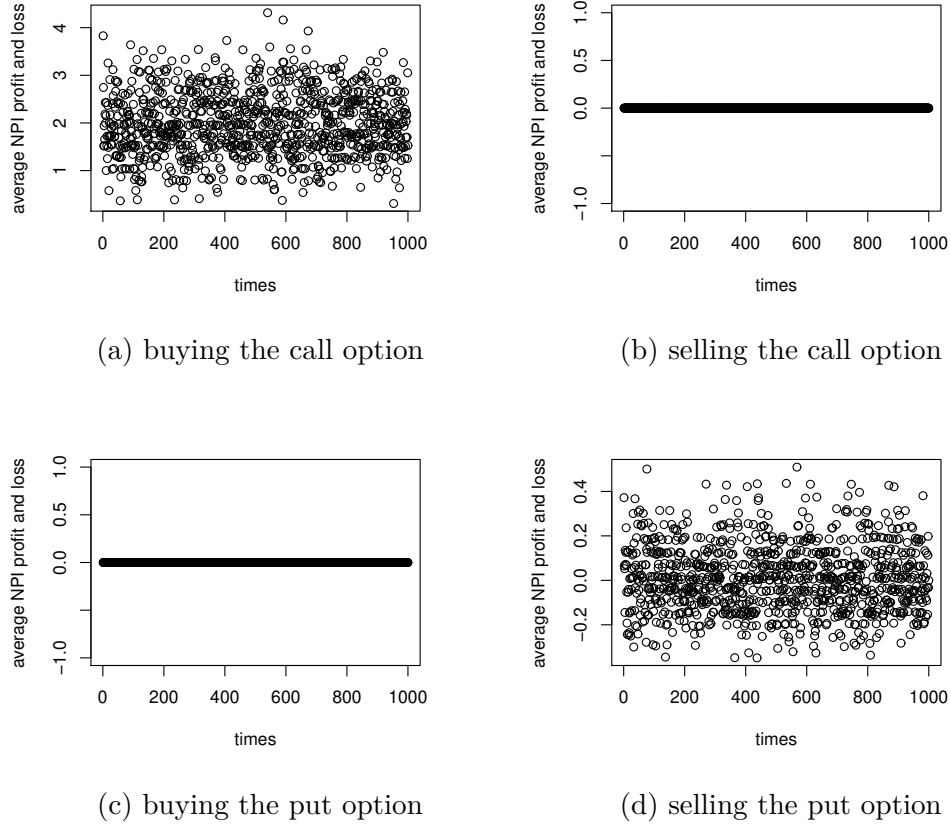 average NPI profit and loss
4
3
2
1
0 200 400 600 800 1000
times
(a) buying the call option
average NPI profit and loss
1.0
0.5
0.0
−1.0
0 200 400 600 800 1000
times
(b) selling the call option
average NPI profit and loss
1.0
0.5
0.0
−1.0
0 200 400 600 800 1000
times
(c) buying the put option
average NPI profit and loss
0.4
0.2
0.0
−0.2
0 200 400 600 800 1000
times
(d) selling the put option